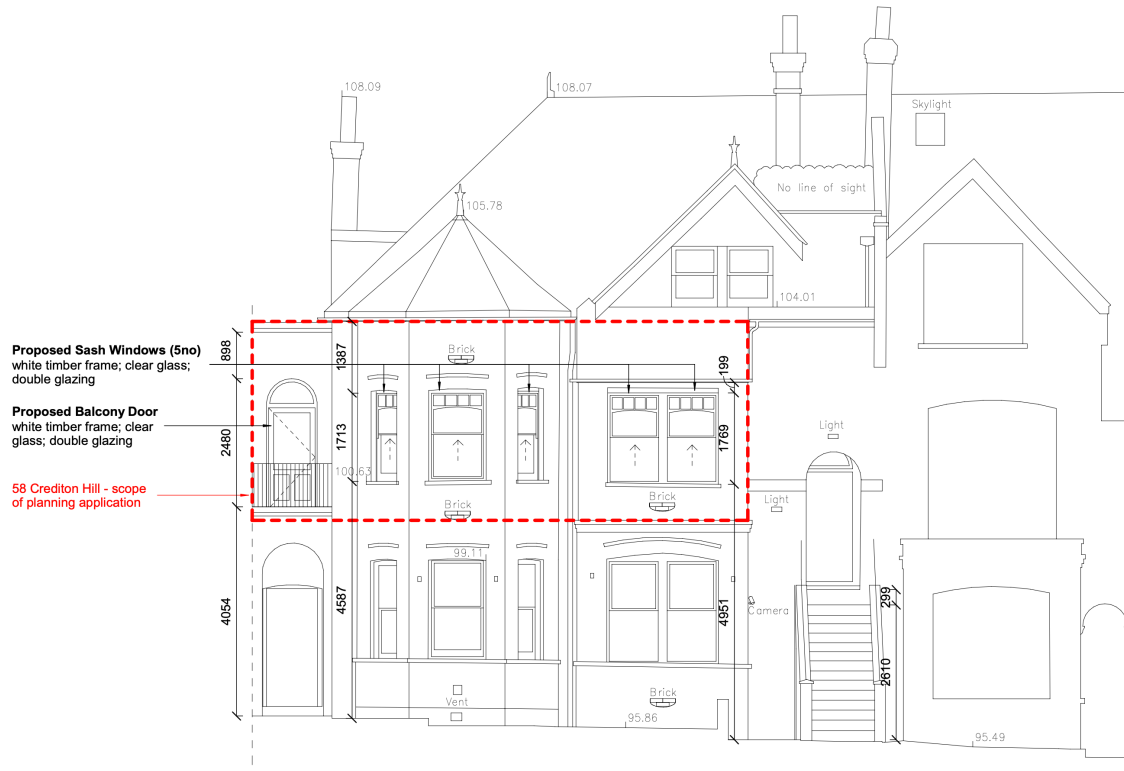 108.09
108.07
Skylight
No line of sight
105.78
104.01
Proposed Sash Windows (5no)
white timber frame; clear glass;
double glazing
898
1387
Brick
199
Proposed Balcony Door
white timber frame; clear
glass; double glazing
2480
1713
1769
Light
100.63
58 Crediton Hill - scope
of planning application
Brick
Brick
Light
99.11
4054
4587
4951
Camera
299
2610
Vent
Brick
95.86
95.49